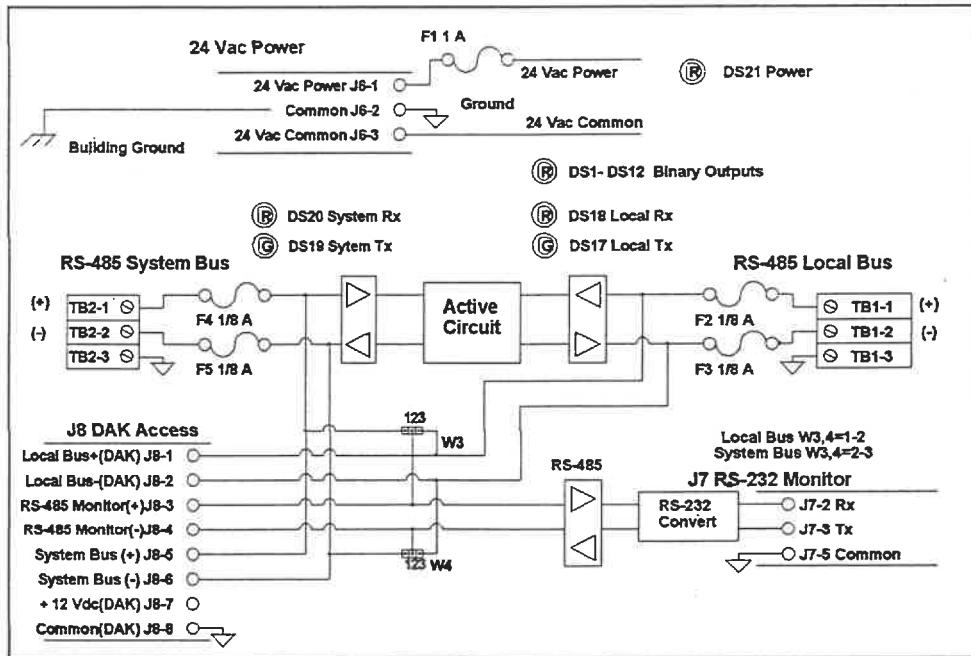 24 Vac Power
F1 1 A
24 Vac Power J6-1
24 Vac Power
R DS21 Power
Common J6-2
Ground
24 Vac Common J6-3
24 Vac Common
Building Ground
R DS1- DS12 Binary Outputs
R DS20 System Rx
R DS18 Local Rx
G DS19 Sytem Tx
G DS17 Local Tx
RS-485 System Bus
RS-485 Local Bus
(+) TB2-1
F4 1/8 A
Active
Circuit
F2 1/8 A
TB1-1 (+)
(-) TB2-2
TB1-2 (-)
TB2-3
F5 1/8 A
F3 1/8 A
TB1-3
J8 DAK Access
123
W3
Local Bus W3,4=1-2
System Bus W3,4=2-3
Local Bus+(DAK) J8-1
RS-485
J7 RS-232 Monitor
Local Bus-(DAK) J8-2
RS-485 Monitor(+)J8-3
RS-232
Convert
J7-2 Rx
RS-485 Monitor(-)J8-4
J7-3 Tx
System Bus (+) J8-5
123
W4
J7-5 Common
System Bus (-) J8-6
+ 12 Vdc(DAK) J8-7
Common(DAK) J8-8